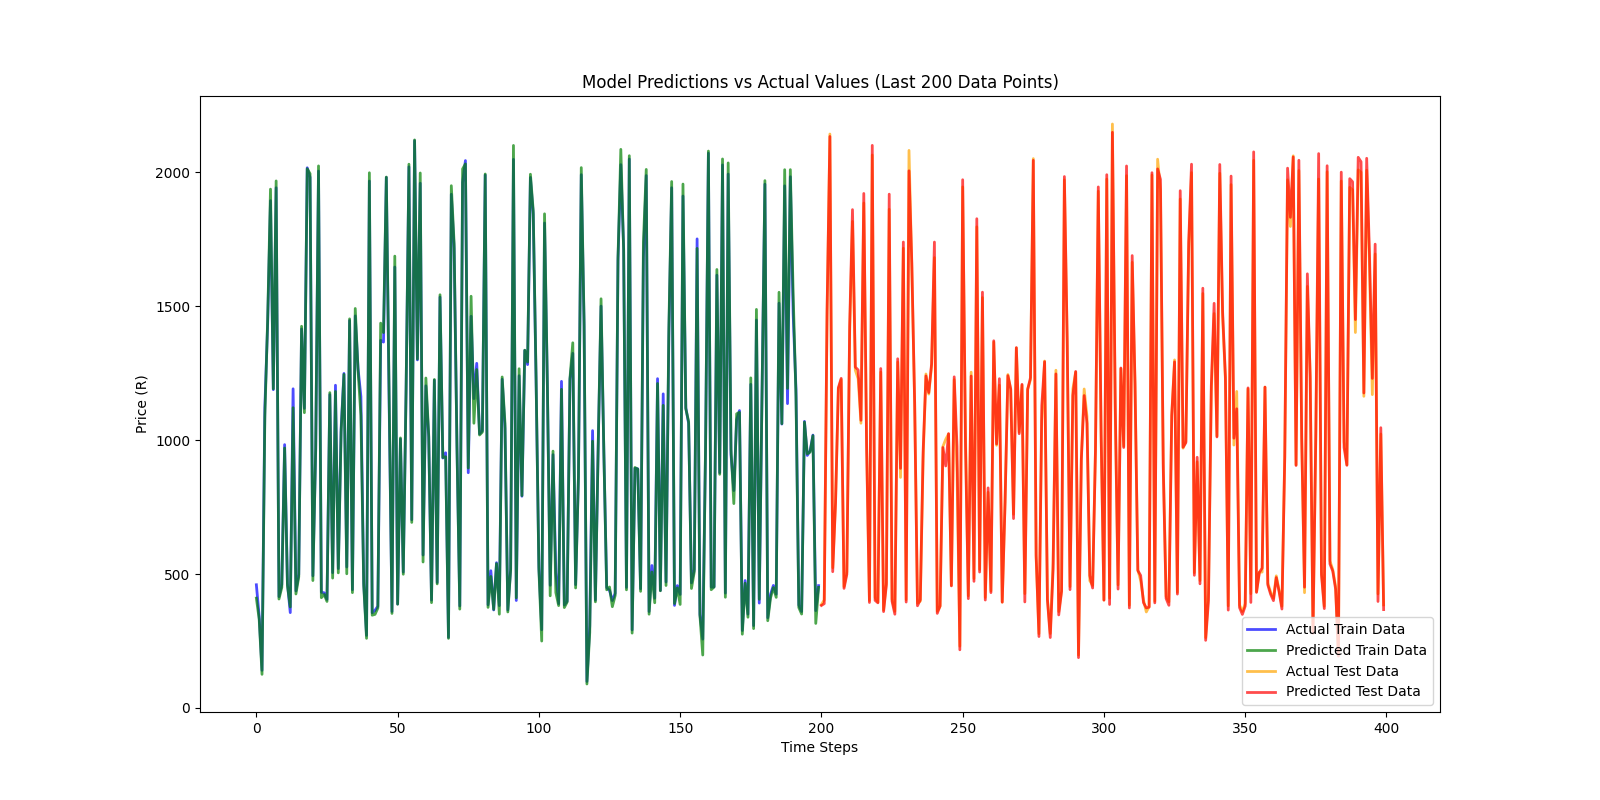 Model Predictions vs Actual Values (Last 200 Data Points)
Price (R)
2000
1500
1000
500
0
0 50 100 150 200 250 300 350 400
Time Steps
Actual Train Data
Predicted Train Data
Actual Test Data
Predicted Test Data